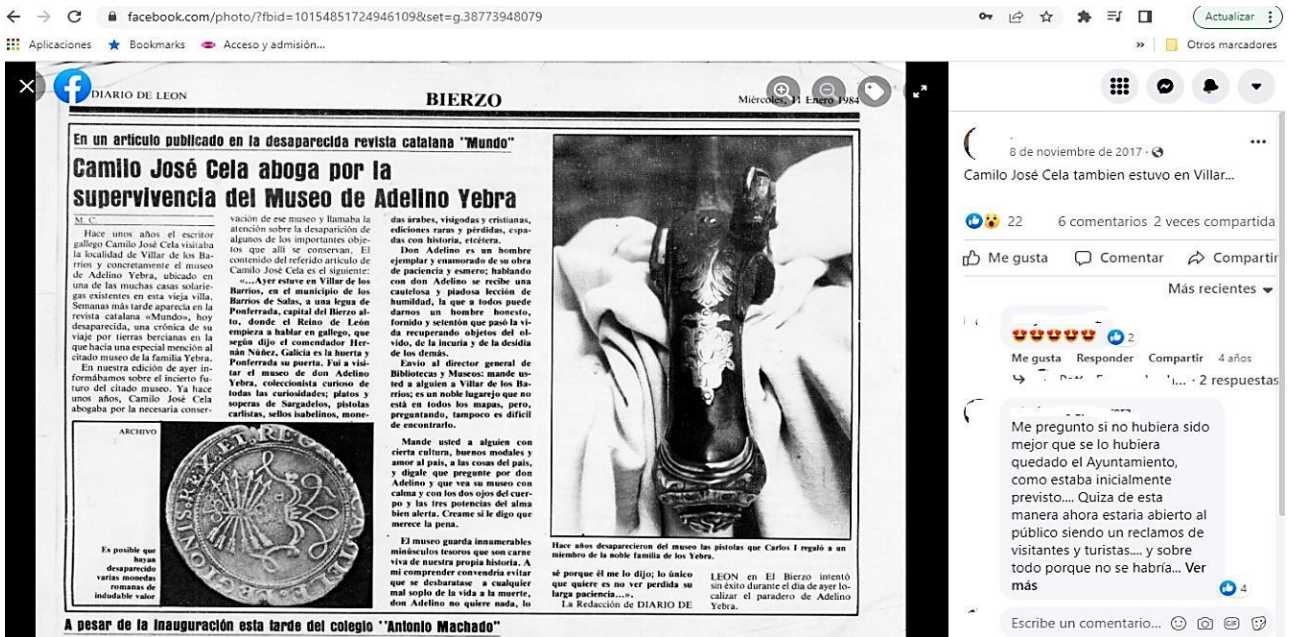 facebook.com/photo/?fbid=10154851724946109&set=g.38773948079
Actualizar
Aplicaciones
Bookmarks
Acceso y admisión...
»
Otros marcadores
DIARIO DE LEON
BIERZO
Miércoles, 11 Enero 1984
En un artículo publicado en la desaparecida revista catalana "Mundo"
Camilo José Cela aboga por la
supervivencia del Museo de Adelino Yebra
M. C.
Hace unos años el escritor
gallego Camilo José Cela visitaba
la localidad de Villar de los Ba-
rrios y concretamente el museo
de Adelino Yebra, ubicado en
una de las muchas casas solarie-
gas existentes en esta vieja villa.
Semanas más tarde aparecía en la
revista catalana «Mundo», hoy
desaparecida, una crónica de su
viaje por tierras bercianas en la
que hacía una especial mención al
citado museo de la familia Yebra.
En nuestra edición de ayer in-
formábamos sobre el incierto fu-
turo del citado museo. Ya hace
unos años, Camilo José Cela
abogaba por la necesaria conser-
vación de ese museo y llamaba la
atención sobre la desaparición de
algunos de los importantes obje-
tos que allí se conservan. El
contenido del referido artículo de
Camilo José Cela es el siguiente:
«...Ayer estuve en Villar de los
Barrios, en el municipio de los
Barrios de Salas, a una legua de
Ponferrada, capital del Bierzo al-
to, donde el Reino de León
empieza a hablar en gallego, que
según dijo el comendador Her-
nán Núñez, Galicia es la huerta y
Ponferrada su puerta. Fui a visi-
tar el museo de don Adelino
Yebra, coleccionista curioso de
todas las curiosidades; platos y
soperas de Sargadelos, pistolas
carlistas, sellos isabelinos, mone-
das árabes, visigodas y cristianas,
ediciones raras y pérdidas, espa-
das con historia, etcétera.
Don Adelino es un hombre
ejemplar y enamorado de su obra
de paciencia y esmero; hablando
con don Adelino se recibe una
cautelosa y piadosa lección de
humildad, la que a todos puede
darnos un hombre honesto,
fornido y setentón que pasó la vi-
da recuperando objetos del ol-
vido, de la incuria y de la desidia
de los demás.
Envío al director general de
Bibliotecas y Museos: mande us-
ted a alguien a Villar de los Ba-
rrios; es un noble lugarejo que no
está en todos los mapas, pero,
preguntando, tampoco es difícil
de encontrarlo.
Mande usted a alguien con
cierta cultura, buenos modales y
amor al país, a las cosas del país,
y dígale que pregunte por don
Adelino y que vea su museo con
calma y con los dos ojos del cuer-
po y las tres potencias del alma
bien alerta. Créame si le digo que
merece la pena.
El museo guarda innumerables
minúsculos tesoros que son carne
viva de nuestra propia historia. A
mi comprender convendría evitar
que se desbaratase a cualquier
mal soplo de la vida a la muerte,
don Adelino no quiere nada, lo
sé porque él me lo dijo; lo único
que quiere es no ver perdida su
larga paciencia...».
La Redacción de DIARIO DE
LEON en El Bierzo intentó
sin éxito durante el día de ayer lo-
calizar el paradero de Adelino
Yebra.
ARCHIVO
Es posible que
hayan
desaparecido
varias monedas
romanas de
indudable valor
Hace años desaparecieron del museo las pistolas que Carlos I regaló a un
miembro de la noble familia de los Yebra.
A pesar de la inauguración esta tarde del colegio "Antonio Machado"
8 de noviembre de 2017
Camilo José Cela tambien estuvo en Villar...
22
6 comentarios 2 veces compartida
Me gusta
Comentar
Compartir
Más recientes
2
Me gusta Responder Compartir 4 años
2 respuestas
Me pregunto si no hubiera sido
mejor que se lo hubiera
quedado el Ayuntamiento,
como estaba inicialmente
previsto.... Quiza de esta
manera ahora estaria abierto al
público siendo un reclamos de
visitantes y turistas.... y sobre
todo porque no se habría... Ver
más
4
Escribe un comentario...
GIF